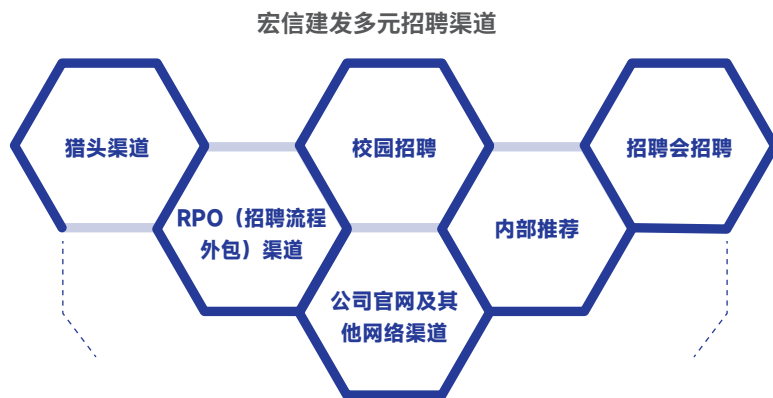 宏信建发多元招聘渠道
猎头渠道
校园招聘
招聘会招聘
RPO（招聘流程
外包）渠道
内部推荐
公司官网及其
他网络渠道